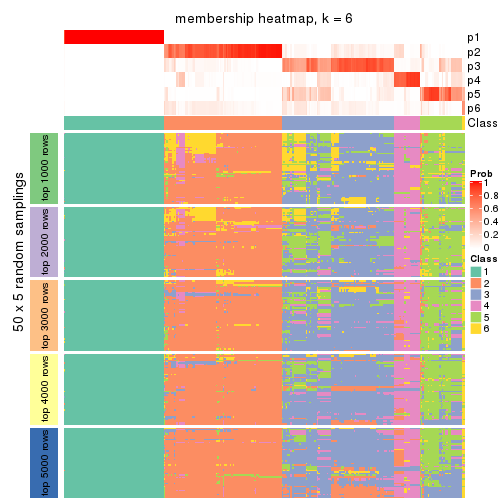 membership heatmap, k = 6
p1
p2
p3
p4
p5
p6
Class
50 x 5 random samplings
top 1000 rows
top 2000 rows
top 3000 rows
top 4000 rows
top 5000 rows
Prob
1
0.8
0.6
0.4
0.2
0
Class
1
2
3
4
5
6